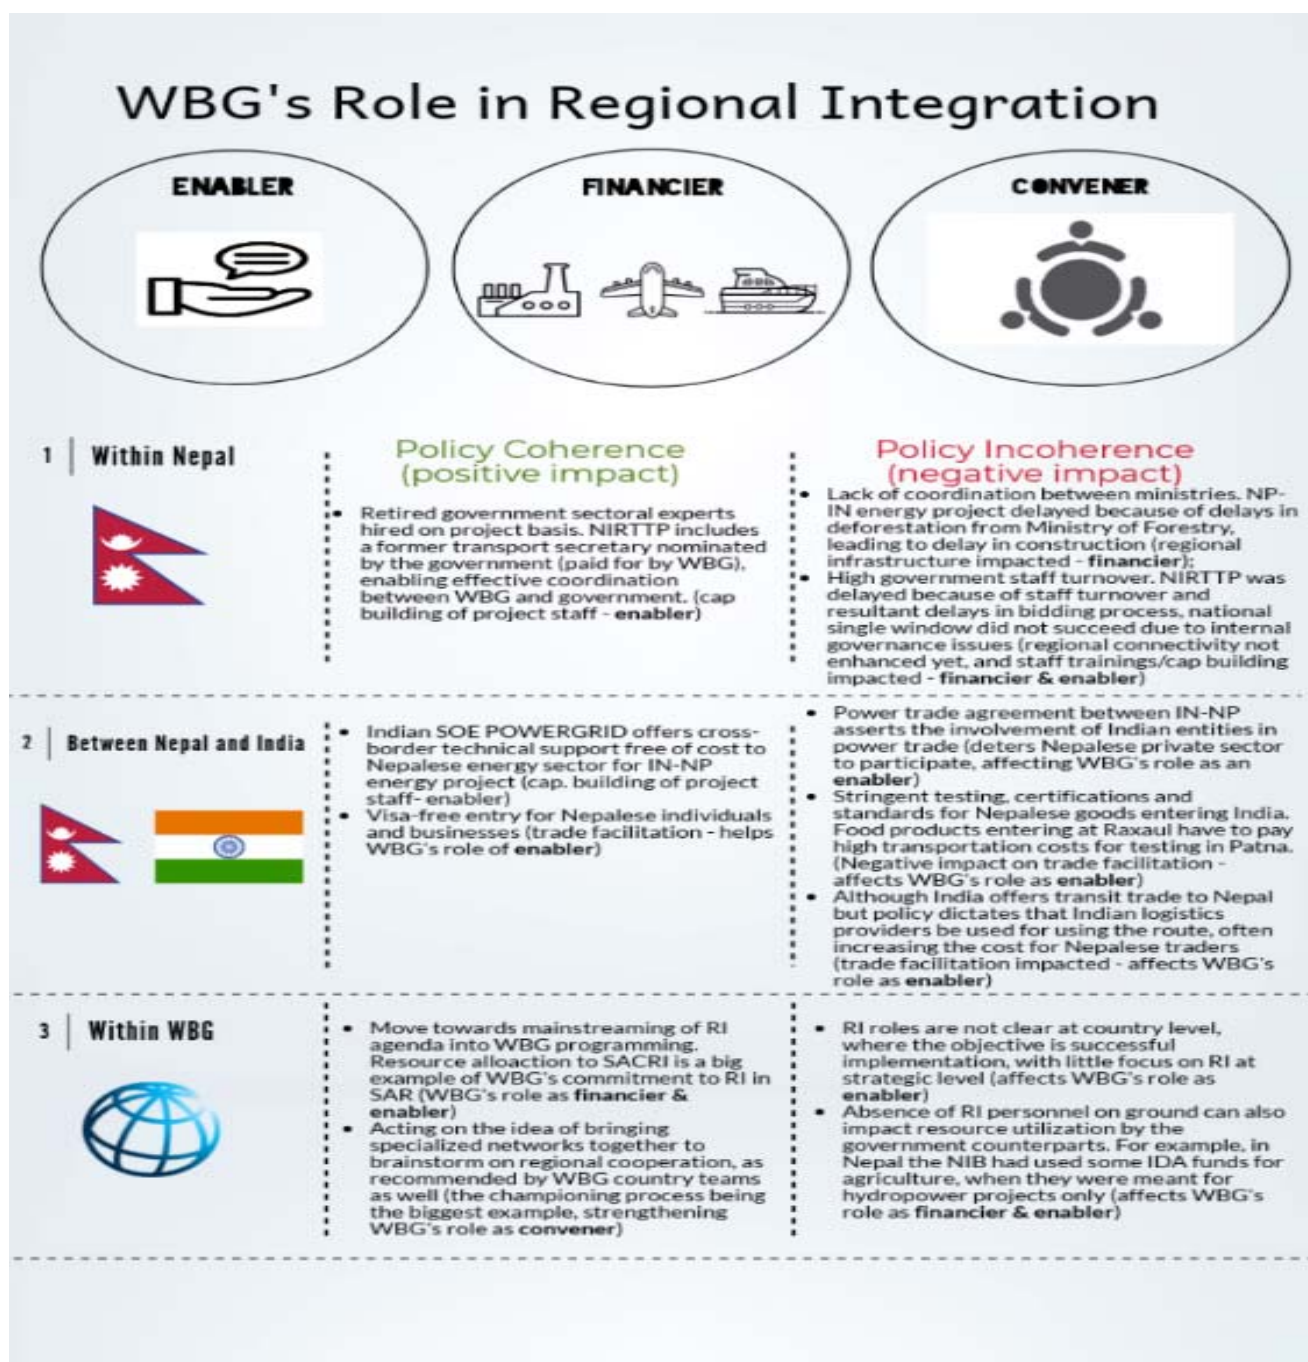 WBG's Role in Regional Integration
ENABLER
FINANCIER
CONVENER
1 | Within Nepal
Policy Coherence
(positive impact)
• Retired government sectoral experts
hired on project basis. NIRTTP includes
a former transport secretary nominated
by the government (paid for by WBG),
enabling effective coordination
between WBG and government. (cap
building of project staff - enabler)
Policy Incoherence
(negative impact)
• Lack of coordination between ministries. NP-
IN energy project delayed because of delays in
deforestation from Ministry of Forestry,
leading to delay in construction (regional
infrastructure impacted - financier);
• High government staff turnover. NIRTTP was
delayed because of staff turnover and
resultant delays in bidding process, national
single window did not succeed due to internal
governance issues (regional connectivity not
enhanced yet, and staff trainings/cap building
impacted - financier & enabler)
2 | Between Nepal and India
• Indian SOE POWERGRID offers cross-
border technical support free of cost to
Nepalese energy sector for IN-NP
energy project (cap. building of project
staff- enabler)
• Visa-free entry for Nepalese individuals
and businesses (trade facilitation - helps
WBG's role of enabler)
• Power trade agreement between IN-NP
asserts the involvement of Indian entities in
power trade (deters Nepalese private sector
to participate, affecting WBG's role as an
enabler)
• Stringent testing, certifications and
standards for Nepalese goods entering India.
Food products entering at Raxaul have to pay
high transportation costs for testing in Patna.
(Negative impact on trade facilitation -
affects WBG's role as enabler)
• Although India offers transit trade to Nepal
but policy dictates that Indian logistics
providers be used for using the route, often
increasing the cost for Nepalese traders
(trade facilitation impacted - affects WBG's
role as enabler)
3 | Within WBG
• Move towards mainstreaming of RI
agenda into WBG programming.
Resource alloaction to SACRI is a big
example of WBG's commitment to RI in
SAR (WBG's role as financier &
enabler)
• Acting on the idea of bringing
specialized networks together to
brainstorm on regional cooperation, as
recommended by WBG country teams
as well (the championing process being
the biggest example, strengthening
WBG's role as convener)
• RI roles are not clear at country level,
where the objective is successful
implementation, with little focus on RI at
strategic level (affects WBG's role as
enabler)
• Absence of RI personnel on ground can also
impact resource utilization by the
government counterparts. For example, in
Nepal the NIB had used some IDA funds for
agriculture, when they were meant for
hydropower projects only (affects WBG's
role as financier & enabler)